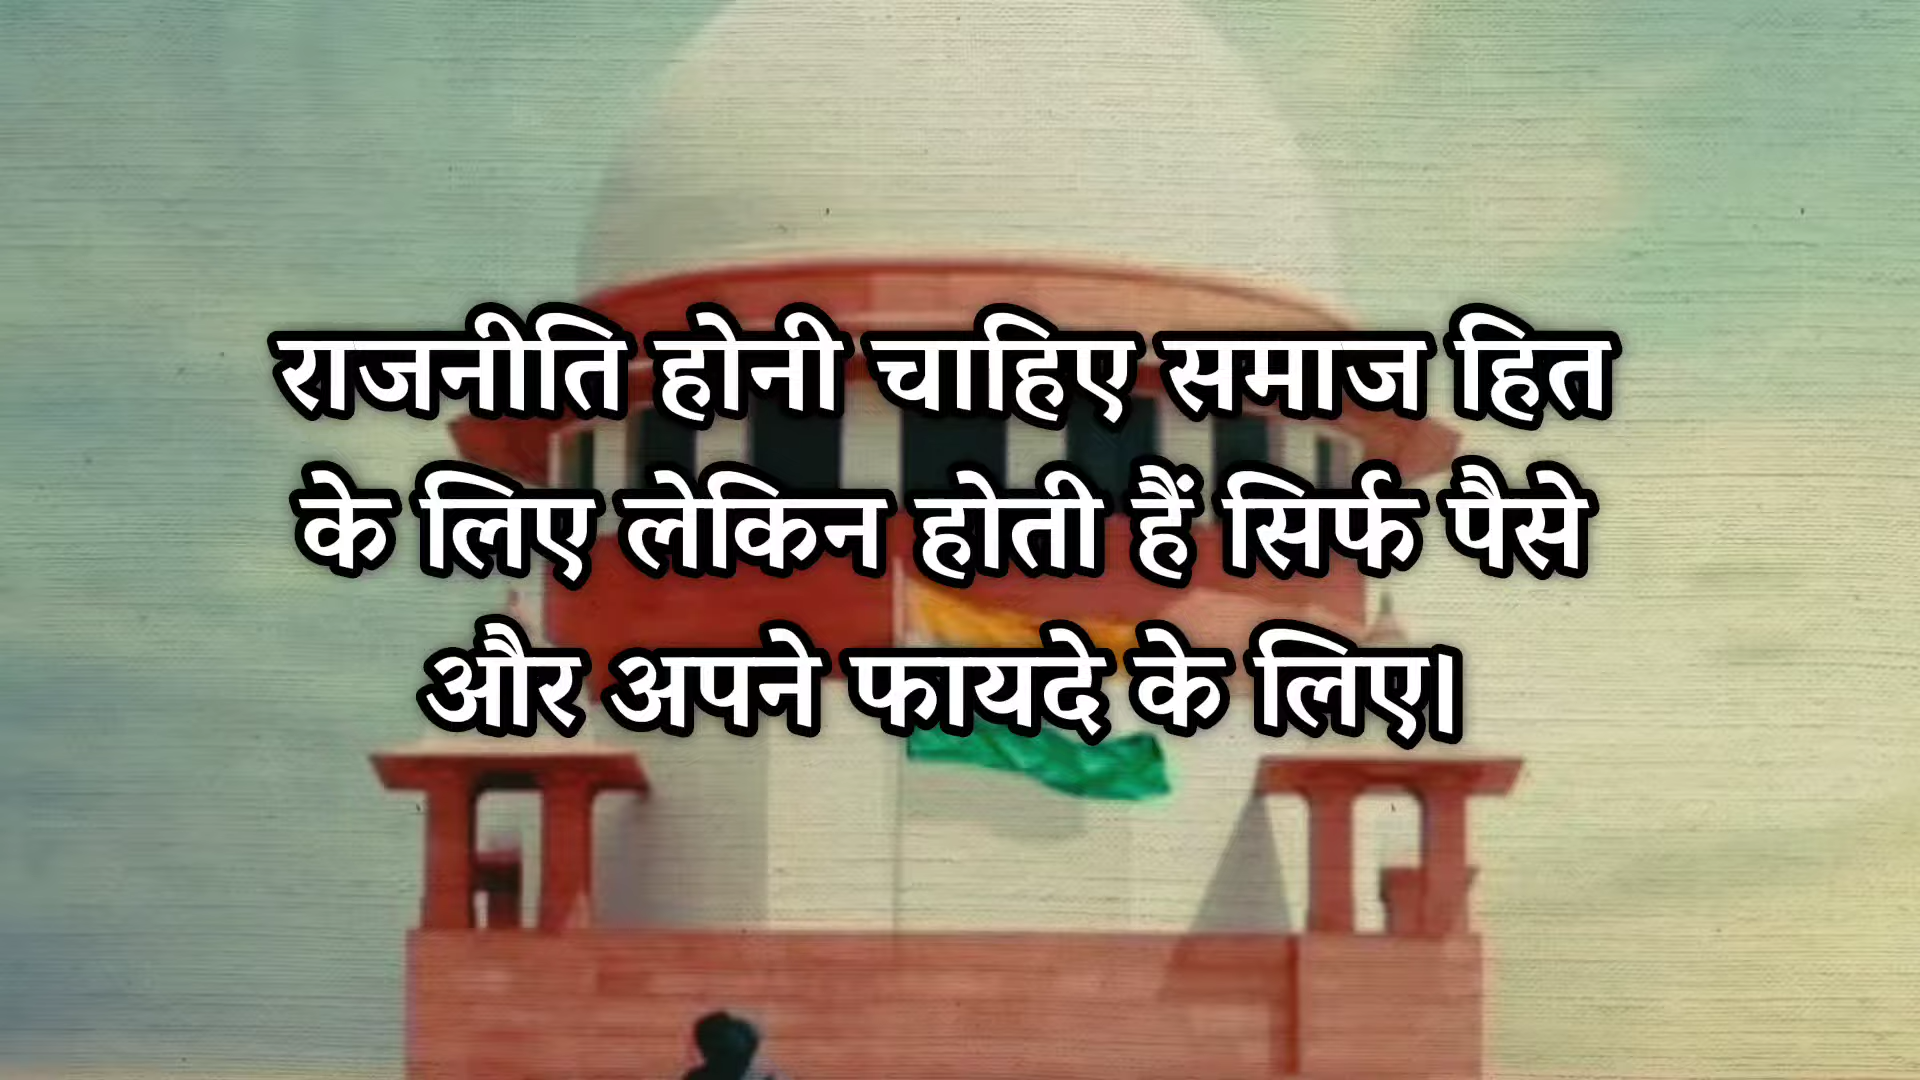 राजनीति होनी चाहिए समाज हित
के लिए लेकिन होती हैं सिर्फ पैसे
और अपने फायदे के लिए।